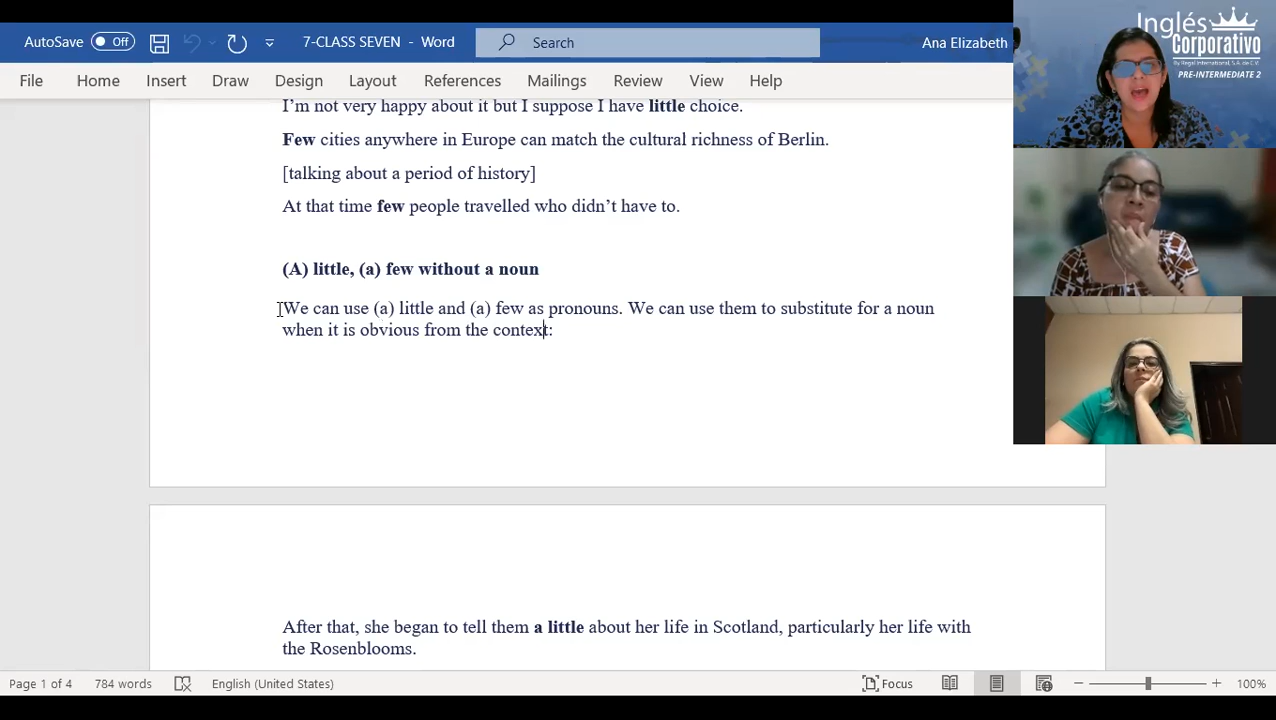 AutoSave Off 7-CLASS SEVEN - Word Search Ana Elizabeth
File Home Insert Draw Design Layout References Mailings Review View Help
I’m not very happy about it but I suppose I have little choice.
Few cities anywhere in Europe can match the cultural richness of Berlin.
[talking about a period of history]
At that time few people travelled who didn’t have to.
(A) little, (a) few without a noun
We can use (a) little and (a) few as pronouns. We can use them to substitute for a noun
when it is obvious from the context:
After that, she began to tell them a little about her life in Scotland, particularly her life with
the Rosenblooms.
Page 1 of 4 784 words English (United States) Focus 100%
Inglés
Corporativo
By Regal International, S.A. de C.V.
PRE-INTERMEDIATE 2